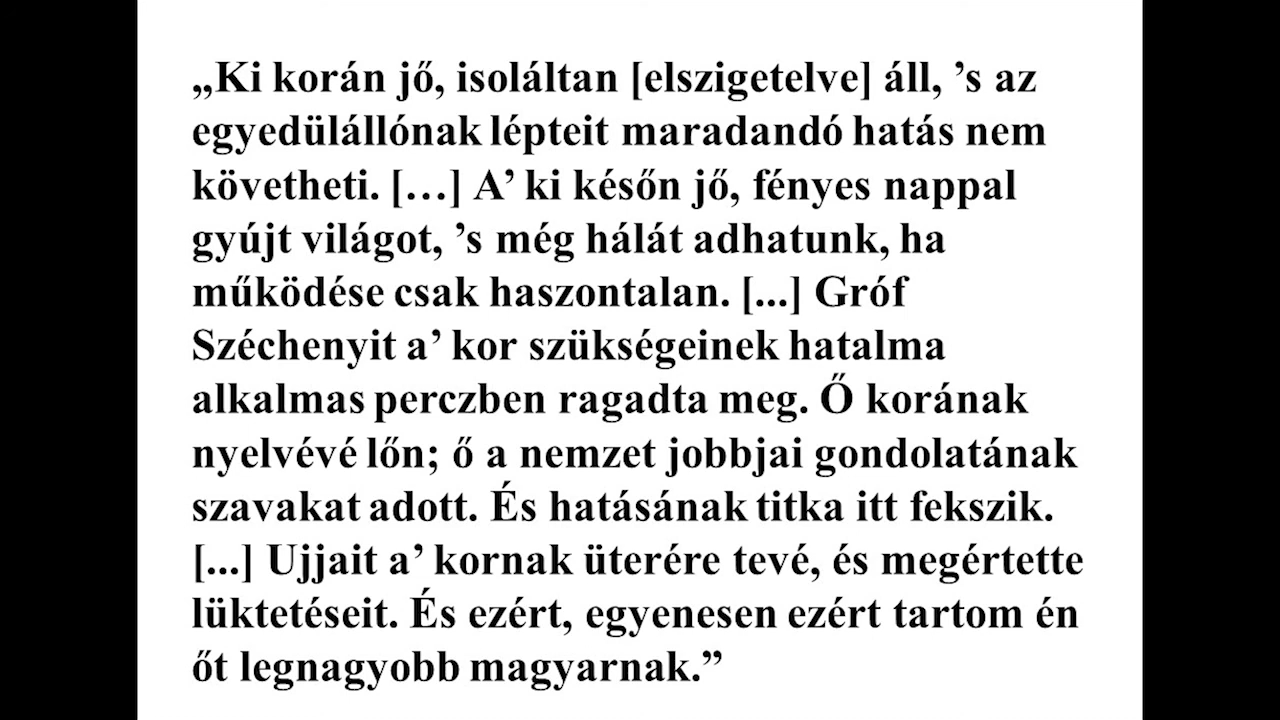 „Ki korán jő, isoláltan [elszigetelve] áll, ’s az
egyedülállónak lépteit maradandó hatás nem
követheti. […] A’ ki későn jő, fényes nappal
gyújt világot, ’s még hálát adhatunk, ha
működése csak haszontalan. [...] Gróf
Széchenyit a’ kor szükségeinek hatalma
alkalmas perczben ragadta meg. Ő korának
nyelvévé lőn; ő a nemzet jobbjai gondolatának
szavakat adott. És hatásának titka itt fekszik.
[...] Ujjait a’ kornak üterére tevé, és megértette
lüktetéseit. És ezért, egyenesen ezért tartom én
őt legnagyobb magyarnak.”